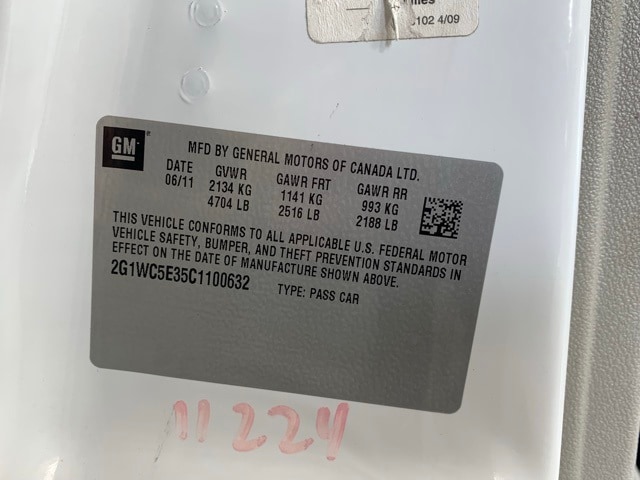 102 4/09
GM
MFD BY GENERAL MOTORS OF CANADA LTD.
DATE GVWR GAWR FRT GAWR RR
06/11 2134 KG 1141 KG 993 KG
4704 LB 2516 LB 2188 LB
THIS VEHICLE CONFORMS TO ALL APPLICABLE U.S. FEDERAL MOTOR
VEHICLE SAFETY, BUMPER, AND THEFT PREVENTION STANDARDS IN
EFFECT ON THE DATE OF MANUFACTURE SHOWN ABOVE.
2G1WC5E35C1100632 TYPE: PASS CAR
11224